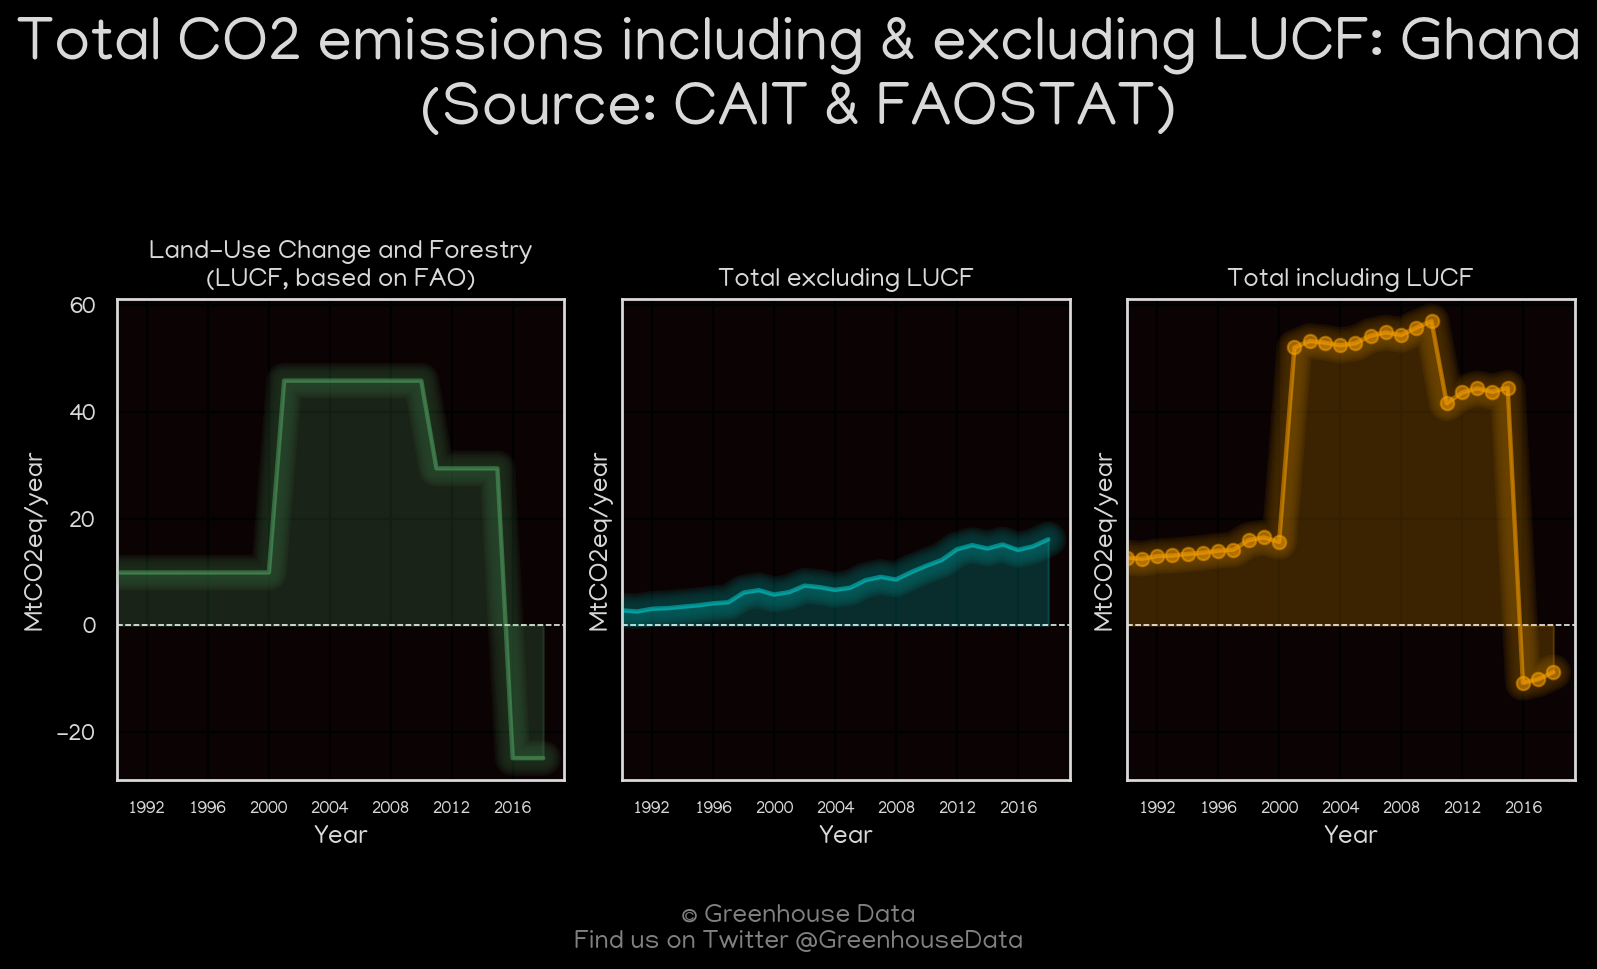 Total CO2 emissions including & excluding LUCF: Ghana
(Source: CAIT & FAOSTAT)
Land-Use Change and Forestry
(LUCF, based on FAO)
60
40
20
0
-20
MtCO2eq/year
1992 1996 2000 2004 2008 2012 2016
Year
Total excluding LUCF
MtCO2eq/year
1992 1996 2000 2004 2008 2012 2016
Year
Total including LUCF
MtCO2eq/year
1992 1996 2000 2004 2008 2012 2016
Year
© Greenhouse Data
Find us on Twitter @GreenhouseData